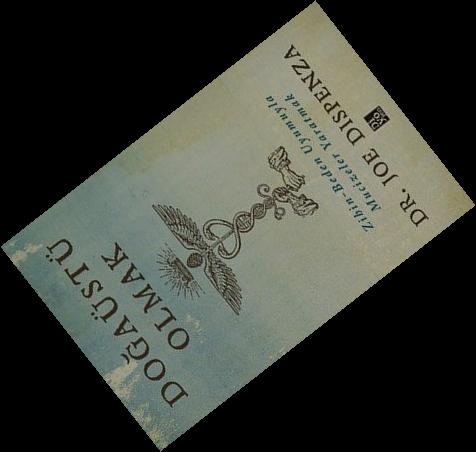 DOĞAÜSTÜ
OLMAK
Zihin-Beden Uyumuyla
Mucizeler Yaratmak
DR. JOE DISPENZA